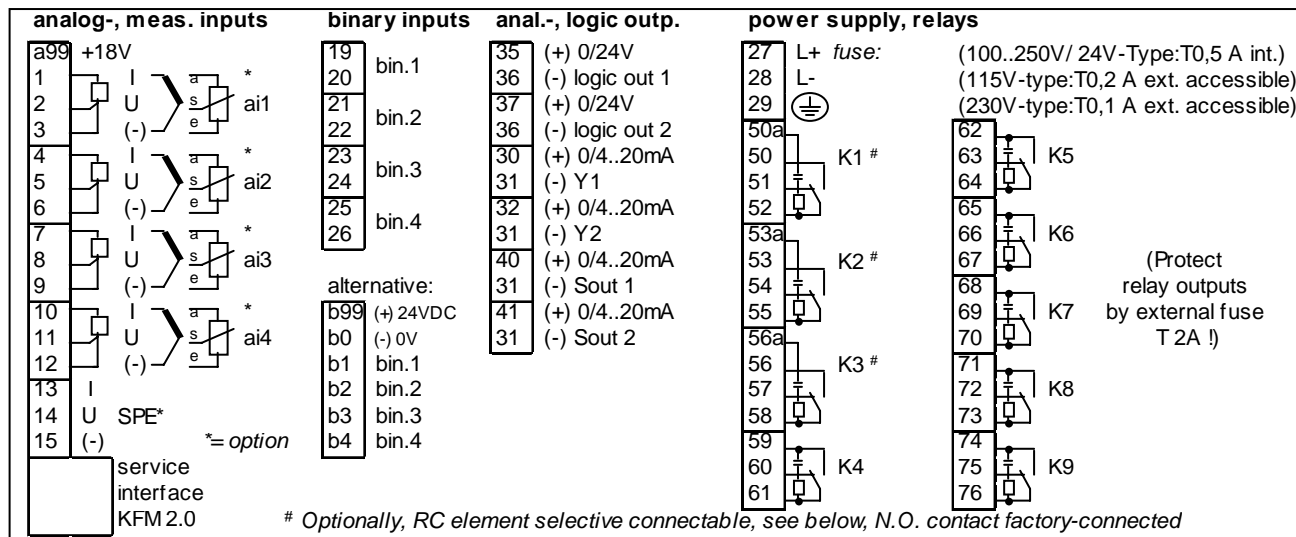 analog-, meas. inputs
a99 +18V
1 I a *
2 U s ai1
3 (-) e
4 I a *
5 U s ai2
6 (-) e
7 I a *
8 U s ai3
9 (-) e
10 I a *
11 U s ai4
12 (-) e
13 I
14 U SPE*
15 (-) *= option
service
interface
KFM 2.0
binary inputs
19
bin.1
20
21
bin.2
22
23
bin.3
24
25
bin.4
26
alternative:
b99 (+) 24VDC
b0 (-) 0V
b1 bin.1
b2 bin.2
b3 bin.3
b4 bin.4
anal.-, logic outp.
35 (+) 0/24V
36 (-) logic out 1
37 (+) 0/24V
36 (-) logic out 2
30 (+) 0/4..20mA
31 (-) Y1
32 (+) 0/4..20mA
31 (-) Y2
40 (+) 0/4..20mA
31 (-) Sout 1
41 (+) 0/4..20mA
31 (-) Sout 2
power supply, relays
27 L+ fuse: (100..250V/ 24V-Type:T0,5 A int.)
28 L- (115V-type:T0,2 A ext. accessible)
29 (230V-type:T0,1 A ext. accessible)
50a
50 K1 #
51
52
53a
53 K2 #
54
55
56a
56 K3 #
57
58
59
60 K4
61
62
63 K5
64
65
66 K6
67
68
69 K7
70
71
72 K8
73
74
75 K9
76
(Protect
relay outputs
by external fuse
T 2A !)
# Optionally, RC element selective connectable, see below, N.O. contact factory-connected